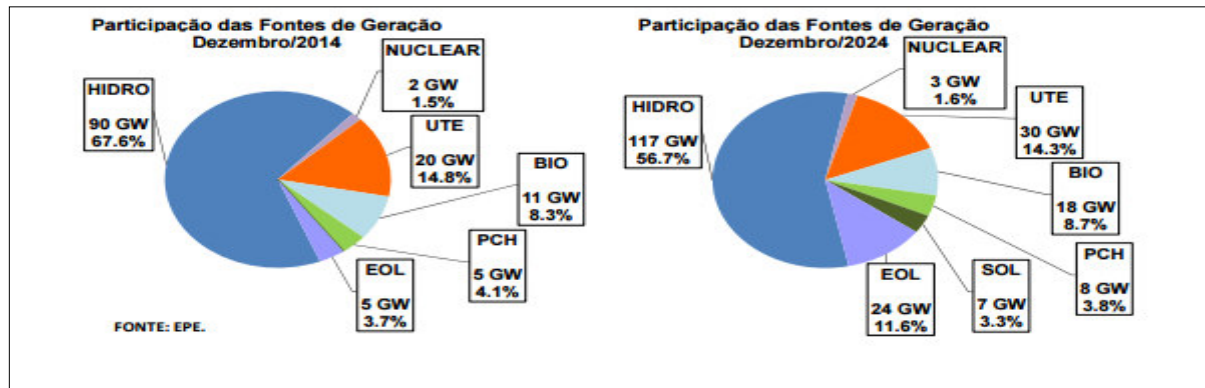 Participação das Fontes de Geração
Dezembro/2014
NUCLEAR
2 GW
1.5%
HIDRO
90 GW
67.6%
UTE
20 GW
14.8%
BIO
11 GW
8.3%
PCH
5 GW
4.1%
EOL
5 GW
3.7%
FONTE: EPE.
Participação das Fontes de Geração
Dezembro/2024
NUCLEAR
3 GW
1.6%
HIDRO
117 GW
56.7%
UTE
30 GW
14.3%
BIO
18 GW
8.7%
PCH
8 GW
3.8%
SOL
7 GW
3.3%
EOL
24 GW
11.6%